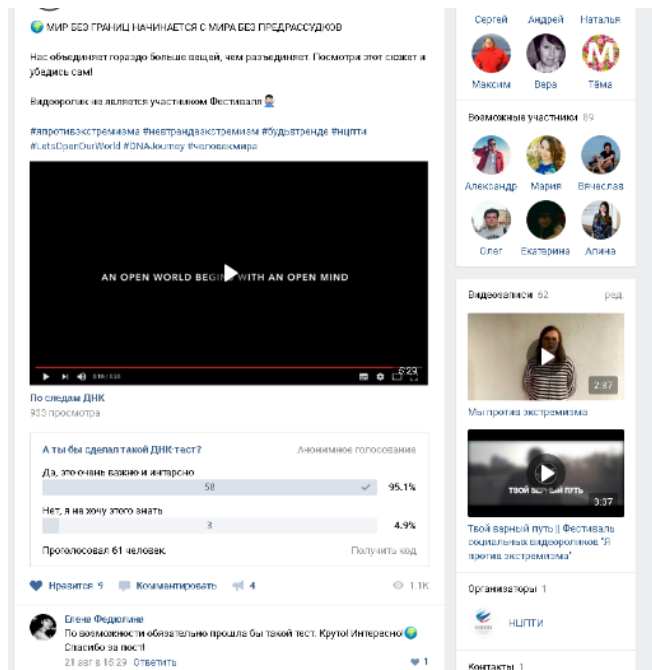 МИР БЕЗ ГРАНИЦ НАЧИНАЕТСЯ С МИРА БЕЗ ПРЕДРАССУДКОВ
Нас объединяет гораздо больше вещей, чем разъединяет. Посмотри этот сюжет и
убедись сам!
Видеоролик не является участником Фестиваля
#япротивэкстремизма #невтрендеэкстремизм #будьвтренде #нцпти
#LetsOpenOurWorld #DNAJourney #человекмира
AN OPEN WORLD BEGINS WITH AN OPEN MIND
5:29
По следам ДНК
933 просмотра
А ты бы сделал такой ДНК-тест?
Анонимное голосование
Да, это очень важно и интересно
58
95.1%
Нет, я не хочу этого знать
3
4.9%
Проголосовал 61 человек.
Получить код
Нравится 9
Комментировать
4
1.1K
Елена Федюлина
По возможности обязательно прошла бы такой тест. Круто! Интересно!
Спасибо за пост!
21 авг в 15:29 Ответить
1
Сергей Андрей Наталья
Максим Вера Тёма
Возможные участники 89
Александр Мария Вячеслав
Олег Екатерина Алина
Видеозаписи 62
ред.
2:37
Мы против экстремизма
ТВОЙ ВЕРНЫЙ ПУТЬ
3:37
Твой верный путь || Фестиваль
социальных видеороликов "Я
против экстремизма"
Организаторы 1
НЦПТИ
Контакты 1